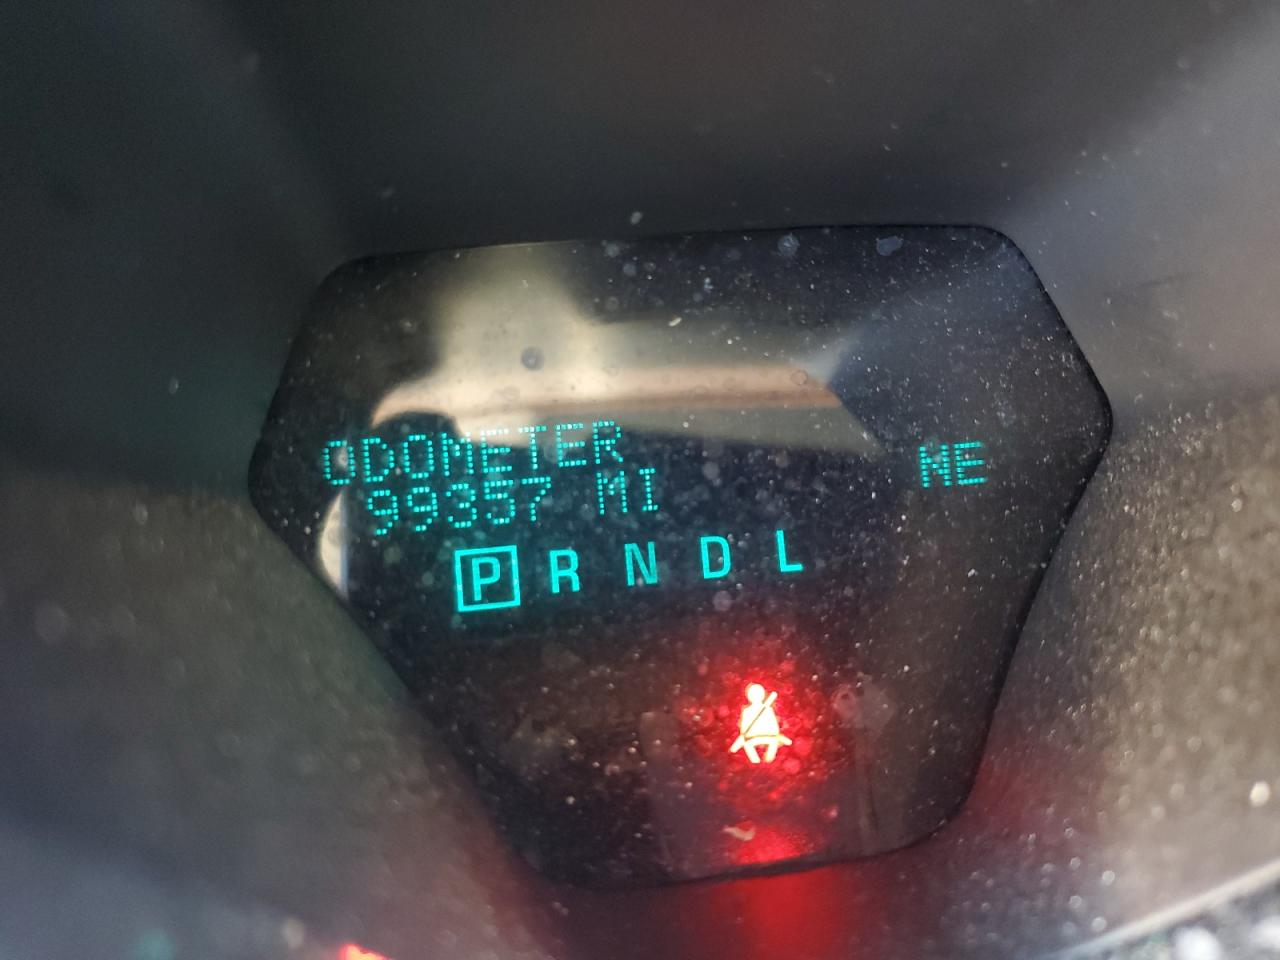 ODOMETER
99357 MI
NE
P R N D L